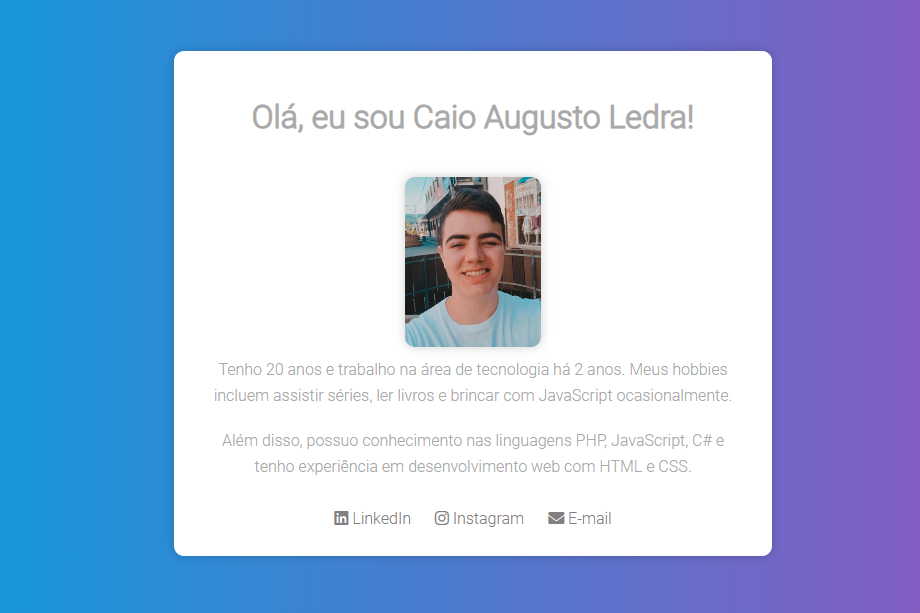 Olá, eu sou Caio Augusto Ledra!
Tenho 20 anos e trabalho na área de tecnologia há 2 anos. Meus hobbies
incluem assistir séries, ler livros e brincar com JavaScript ocasionalmente.
Além disso, possuo conhecimento nas linguagens PHP, JavaScript, C# e
tenho experiência em desenvolvimento web com HTML e CSS.
LinkedIn Instagram E-mail